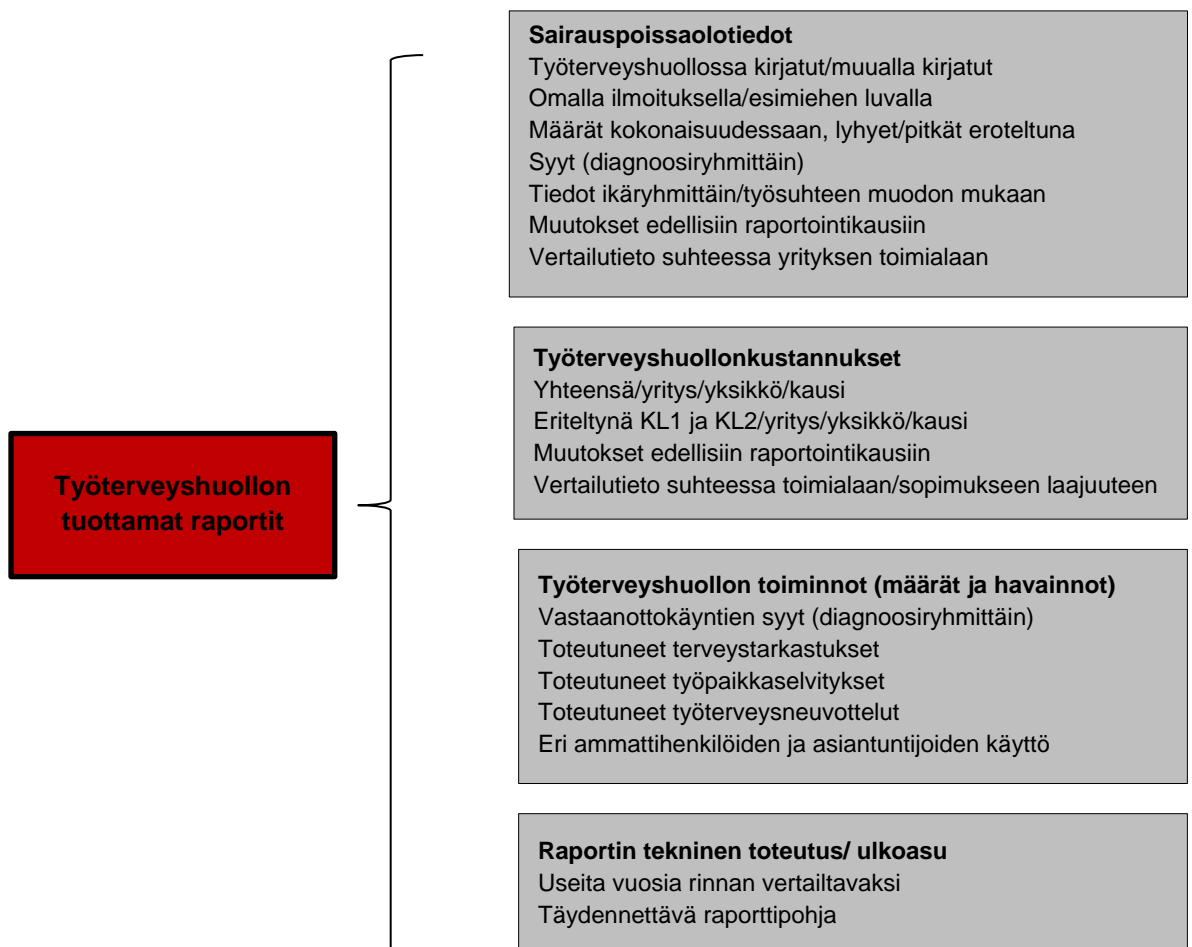 Sairauspoissaolotiedot
Työterveyshuollossa kirjatut/muualla kirjatut
Omalla ilmoituksella/esimiehen luvalla
Määrät kokonaisuudessaan, lyhyet/pitkät eroteltuna
Syyt (diagnoosiryhmittäin)
Tiedot ikäryhmittäin/työsuhteen muodon mukaan
Muutokset edellisiin raportointikausiin
Vertailutieto suhteessa yrityksen toimialaan
Työterveyshuollonkustannukset
Yhteensä/yritys/yksikkö/kausi
Eriteltynä KL1 ja KL2/yritys/yksikkö/kausi
Muutokset edellisiin raportointikausiin
Vertailutieto suhteessa toimialaan/sopimukseen laajuuteen
Työterveyshuollon
tuottamat raportit
Työterveyshuollon toiminnot (määrät ja havainnot)
Vastaanottokäyntien syyt (diagnoosiryhmittäin)
Toteutuneet terveystarkastukset
Toteutuneet työpaikkaselvitykset
Toteutuneet työterveysneuvottelut
Eri ammattihenkilöiden ja asiantuntijoiden käyttö
Raportin tekninen toteutus/ ulkoasu
Useita vuosia rinnan vertailtavaksi
Täydennettävä raporttipohja